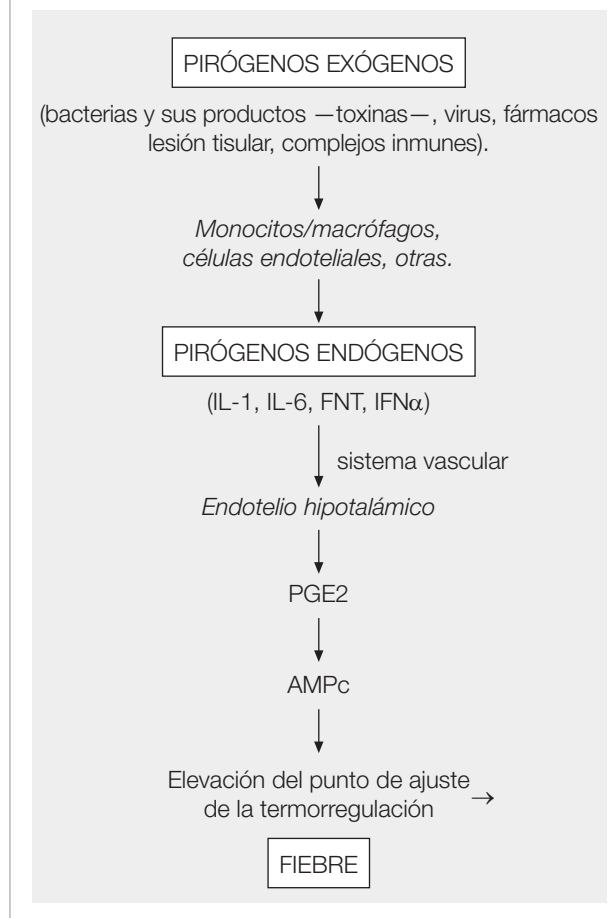 PIRÓGENOS EXÓGENOS
(bacterias y sus productos —toxinas—, virus, fármacos
lesión tisular, complejos inmunes).
Monocitos/macrófagos,
células endoteliales, otras.
PIRÓGENOS ENDÓGENOS
(IL-1, IL-6, FNT, IFNα)
sistema vascular
Endotelio hipotalámico
PGE2
AMPc
Elevación del punto de ajuste →
de la termorregulación
FIEBRE